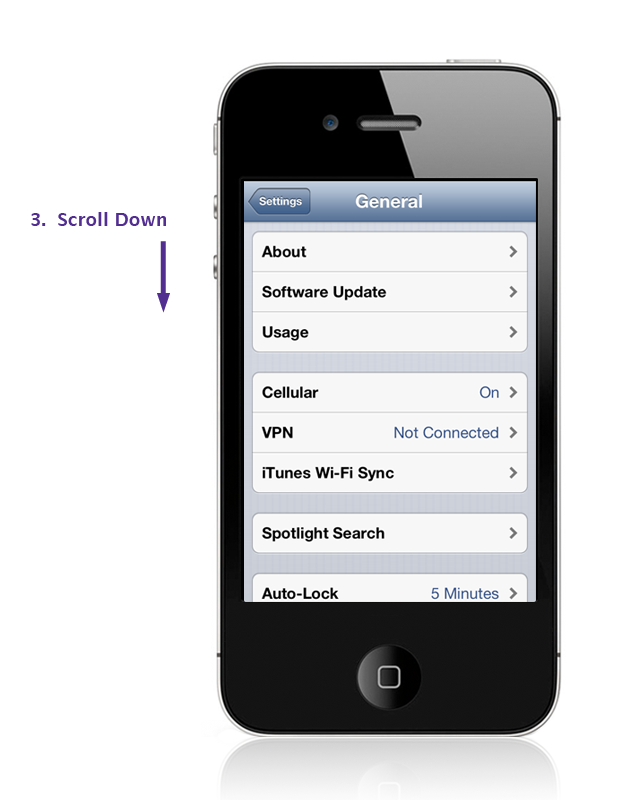 3. Scroll Down
Settings
General
About
Software Update
Usage
Cellular On
VPN Not Connected
iTunes Wi-Fi Sync
Spotlight Search
Auto-Lock 5 Minutes